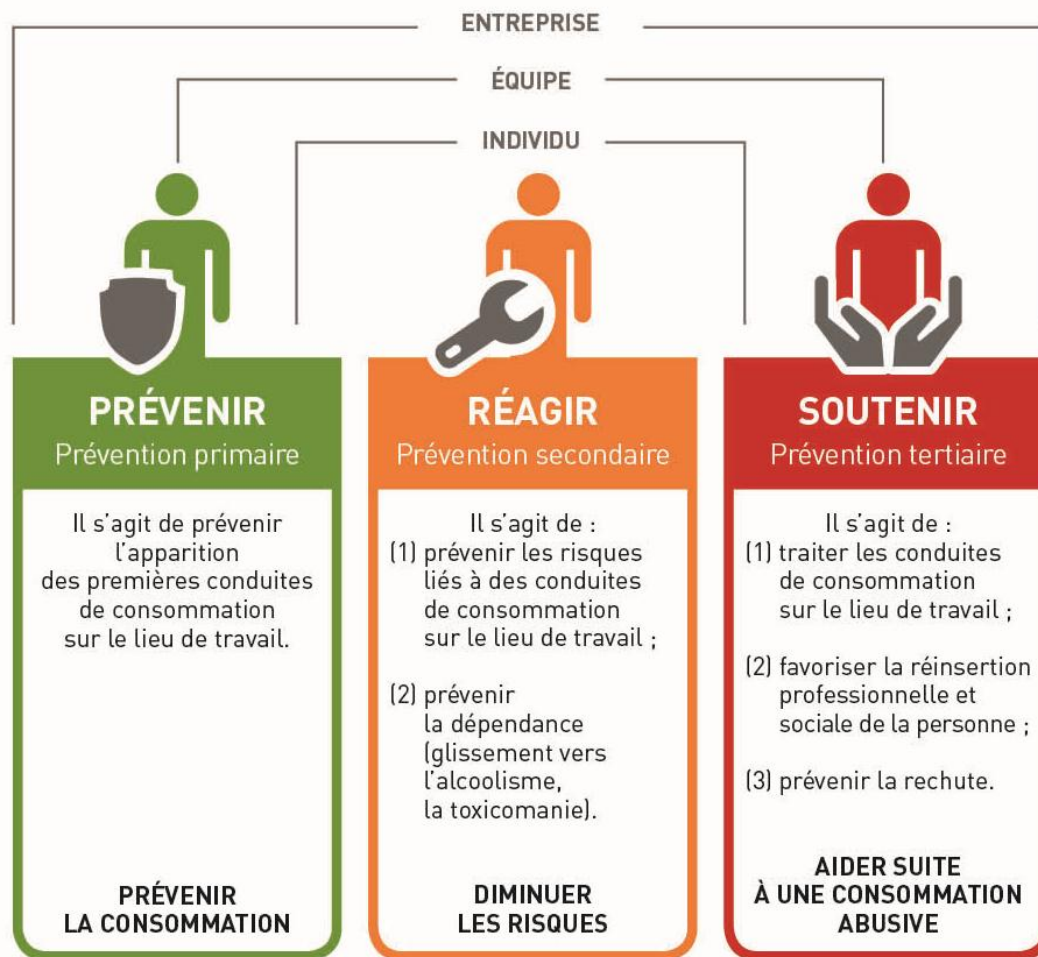 ENTREPRISE
ÉQUIPE
INDIVIDU
PRÉVENIR
Prévention primaire
Il s'agit de prévenir
l'apparition
des premières conduites
de consommation
sur le lieu de travail.
PRÉVENIR
LA CONSOMMATION
RÉAGIR
Prévention secondaire
Il s'agit de :
(1) prévenir les risques
liés à des conduites
de consommation
sur le lieu de travail ;
(2) prévenir
la dépendance
(glissement vers
l'alcoolisme,
la toxicomanie).
DIMINUER
LES RISQUES
SOUTENIR
Prévention tertiaire
Il s'agit de :
(1) traiter les conduites
de consommation
sur le lieu de travail ;
(2) favoriser la réinsertion
professionnelle et
sociale de la personne ;
(3) prévenir la rechute.
AIDER SUITE
À UNE CONSOMMATION
ABUSIVE